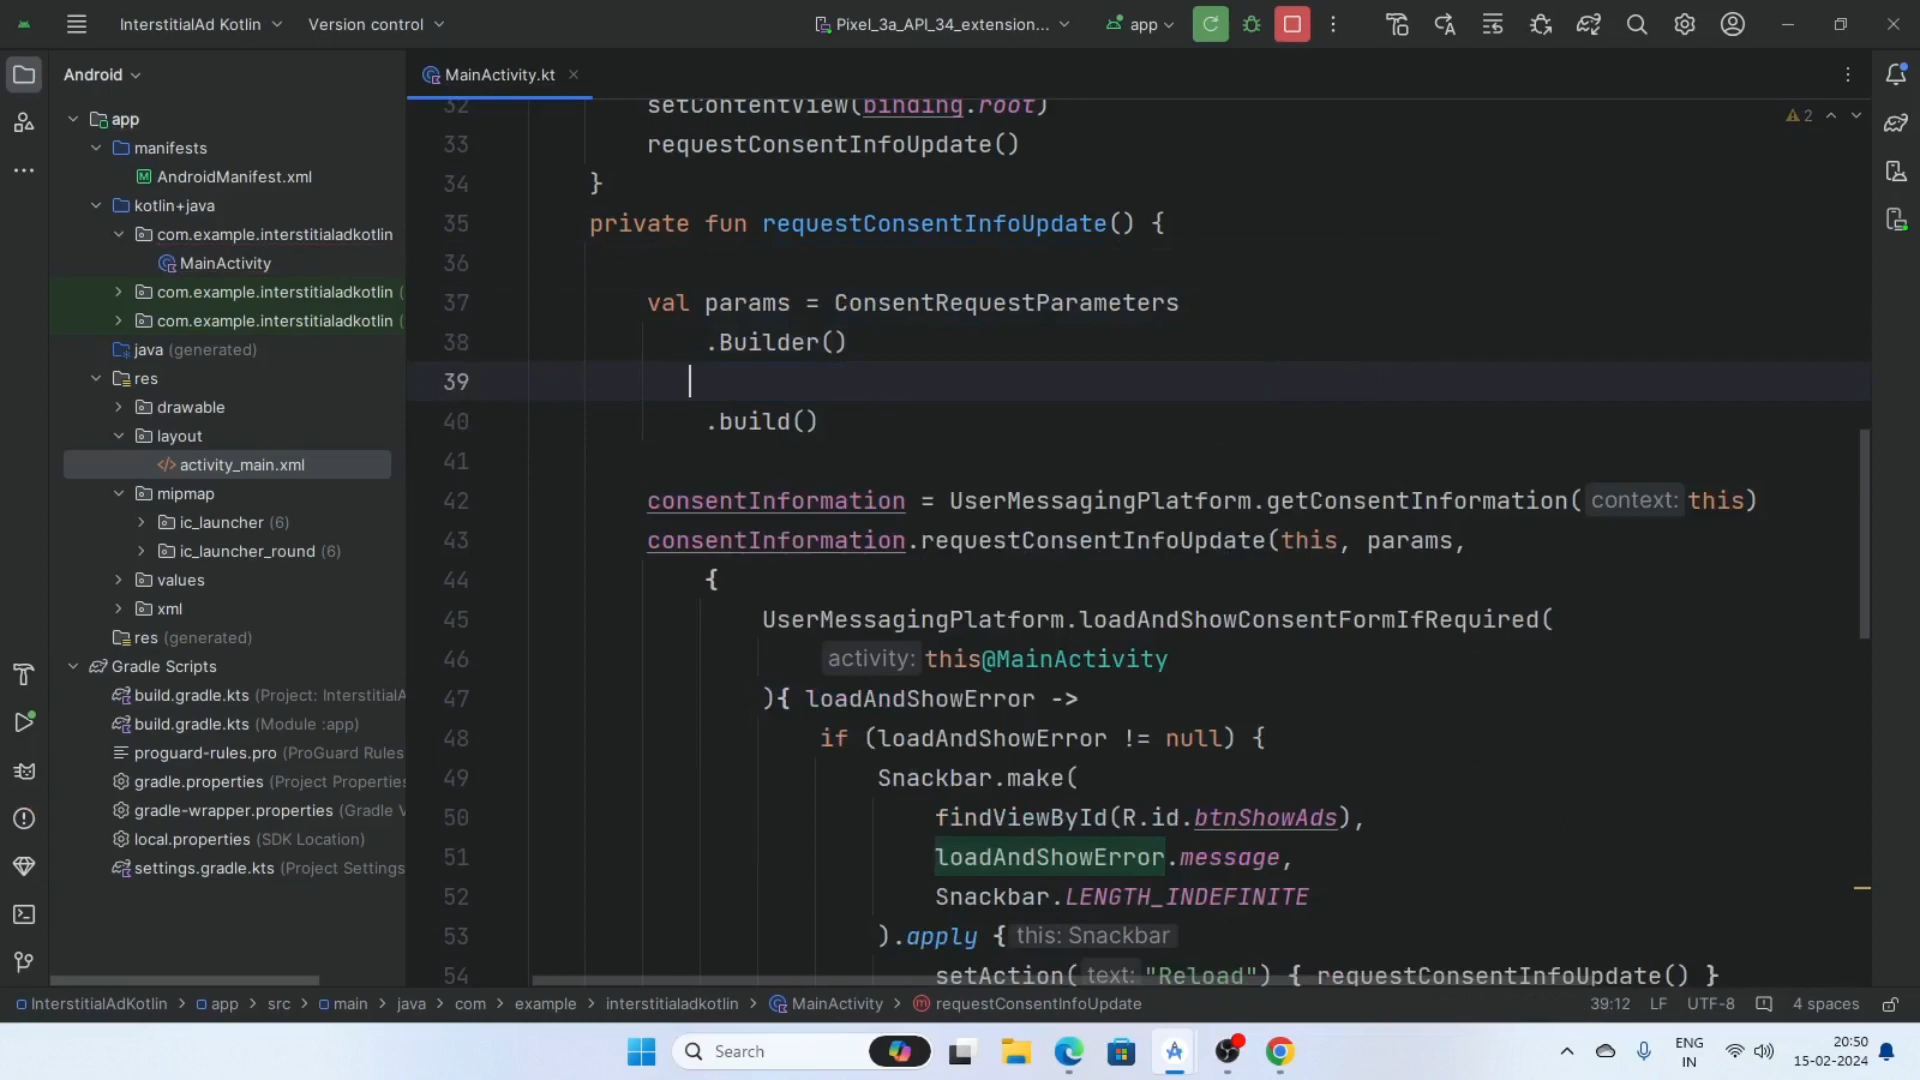 InterstitialAd Kotlin
Version control
Pixel_3a_API_34_extension...
app
Android
MainActivity.kt
app
manifests
AndroidManifest.xml
kotlin+java
com.example.interstitialadkotlin
MainActivity
com.example.interstitialadkotlin (
com.example.interstitialadkotlin (
java (generated)
res
drawable
layout
activity_main.xml
mipmap
ic_launcher (6)
ic_launcher_round (6)
values
xml
res (generated)
Gradle Scripts
build.gradle.kts (Project: InterstitialA
build.gradle.kts (Module :app)
proguard-rules.pro (ProGuard Rules
gradle.properties (Project Properties
gradle-wrapper.properties (Gradle V
local.properties (SDK Location)
settings.gradle.kts (Project Settings
2
32 setContentView(binding.root)
33 requestConsentInfoUpdate()
34 }
35 private fun requestConsentInfoUpdate() {
36
37 val params = ConsentRequestParameters
38 .Builder()
39
40 .build()
41
42 consentInformation = UserMessagingPlatform.getConsentInformation( context: this)
43 consentInformation.requestConsentInfoUpdate(this, params,
44 {
45 UserMessagingPlatform.loadAndShowConsentFormIfRequired(
46 activity: this@MainActivity
47 ){ loadAndShowError ->
48 if (loadAndShowError != null) {
49 Snackbar.make(
50 findViewById(R.id.btnShowAds),
51 loadAndShowError.message,
52 Snackbar.LENGTH_INDEFINITE
53 ).apply { this: Snackbar
54 setAction( text: "Reload") { requestConsentInfoUpdate() }
InterstitialAdKotlin > app > src > main > java > com > example > interstitialadkotlin > MainActivity > requestConsentInfoUpdate
39:12 LF UTF-8 4 spaces
Search
ENG
IN
20:50
15-02-2024